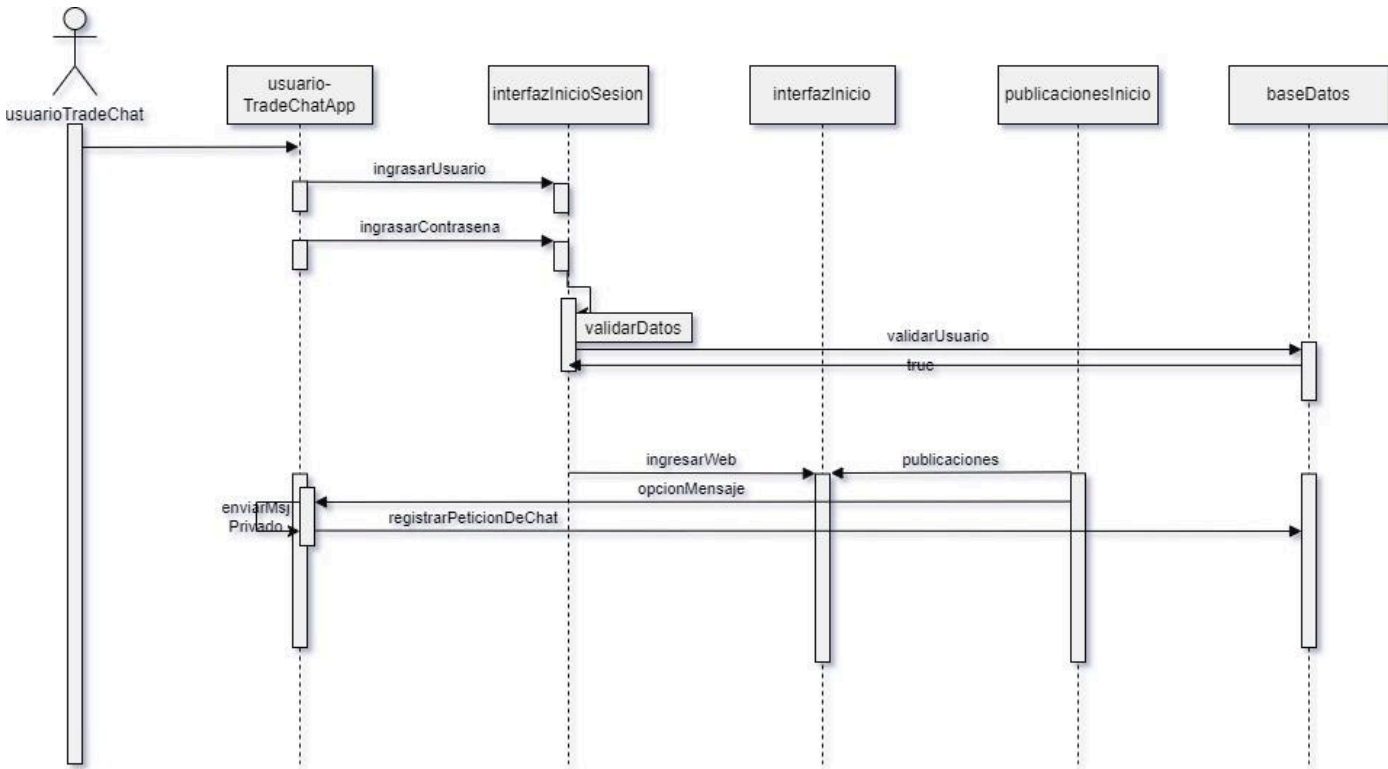 usuarioTradeChat
usuario-
TradeChatApp
interfazInicioSesion
interfazInicio
publicacionesInicio
baseDatos
ingrasarUsuario
ingrasarContrasena
validarDatos
validarUsuario
true
ingresarWeb
publicaciones
opcionMensaje
enviarMsj
Privado
registrarPeticionDeChat